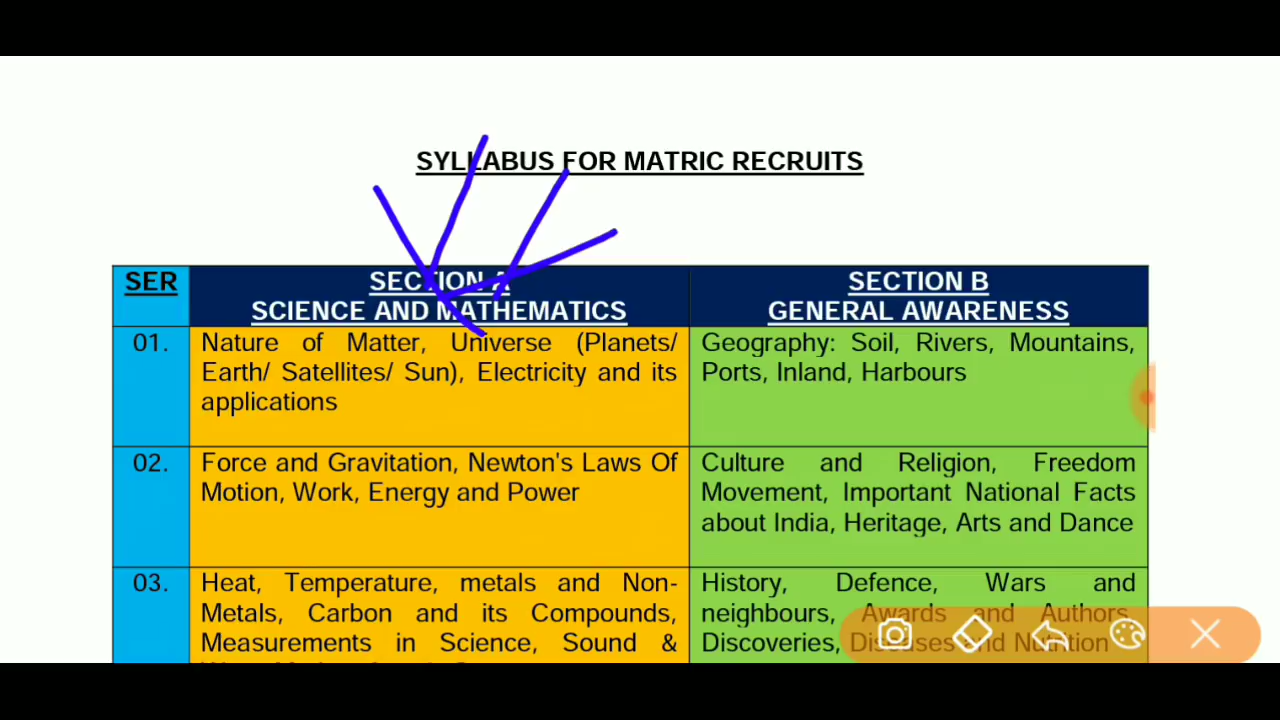 SYLLABUS FOR MATRIC RECRUITS
SER
SECTION A
SCIENCE AND MATHEMATICS
SECTION B
GENERAL AWARENESS
01.
Nature of Matter, Universe (Planets/
Earth/ Satellites/ Sun), Electricity and its
applications
Geography: Soil, Rivers, Mountains,
Ports, Inland, Harbours
02.
Force and Gravitation, Newton's Laws Of
Motion, Work, Energy and Power
Culture and Religion, Freedom
Movement, Important National Facts
about India, Heritage, Arts and Dance
03.
Heat, Temperature, metals and Non-
Metals, Carbon and its Compounds,
Measurements in Science, Sound &
History, Defence, Wars and
neighbours, Awards and Authors,
Discoveries, Diseases and Nutrition